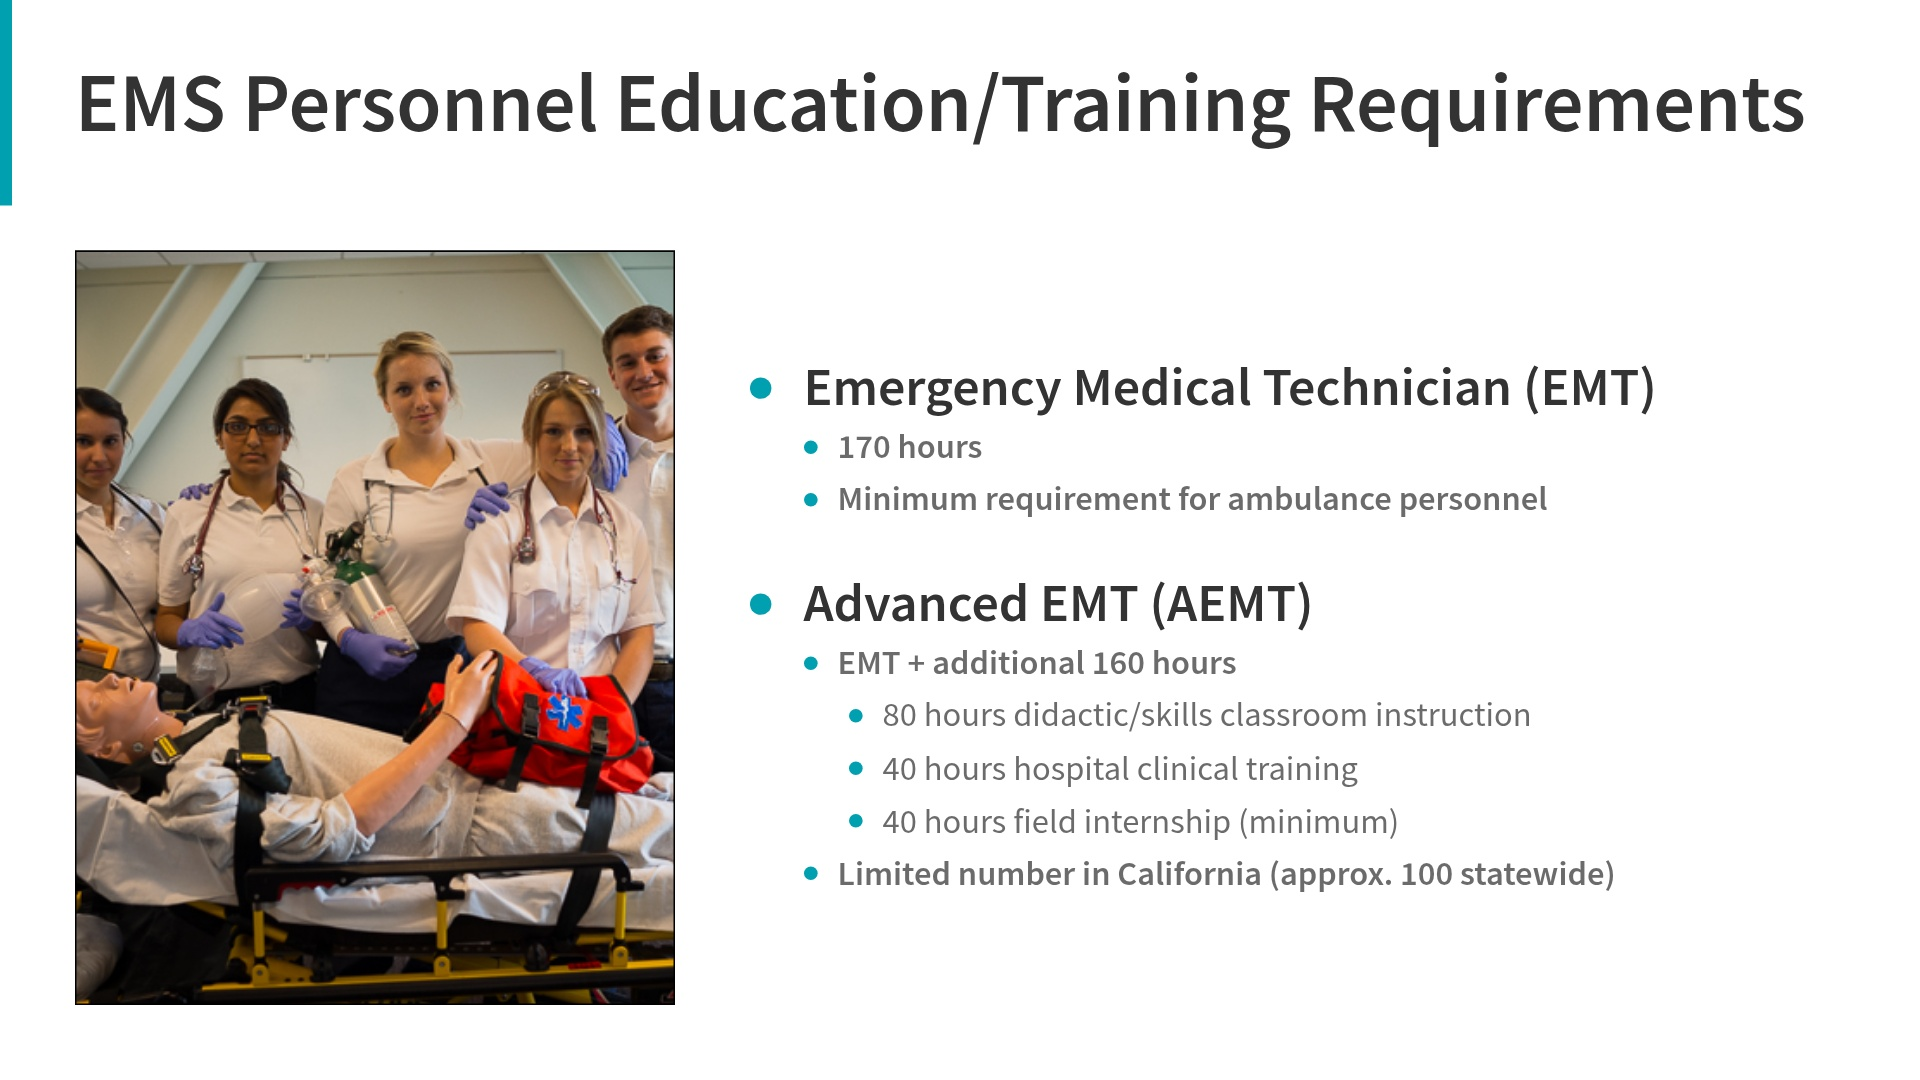 EMS Personnel Education/Training Requirements
Emergency Medical Technician (EMT)
170 hours
Minimum requirement for ambulance personnel
Advanced EMT (AEMT)
EMT + additional 160 hours
80 hours didactic/skills classroom instruction
40 hours hospital clinical training
40 hours field internship (minimum)
Limited number in California (approx. 100 statewide)